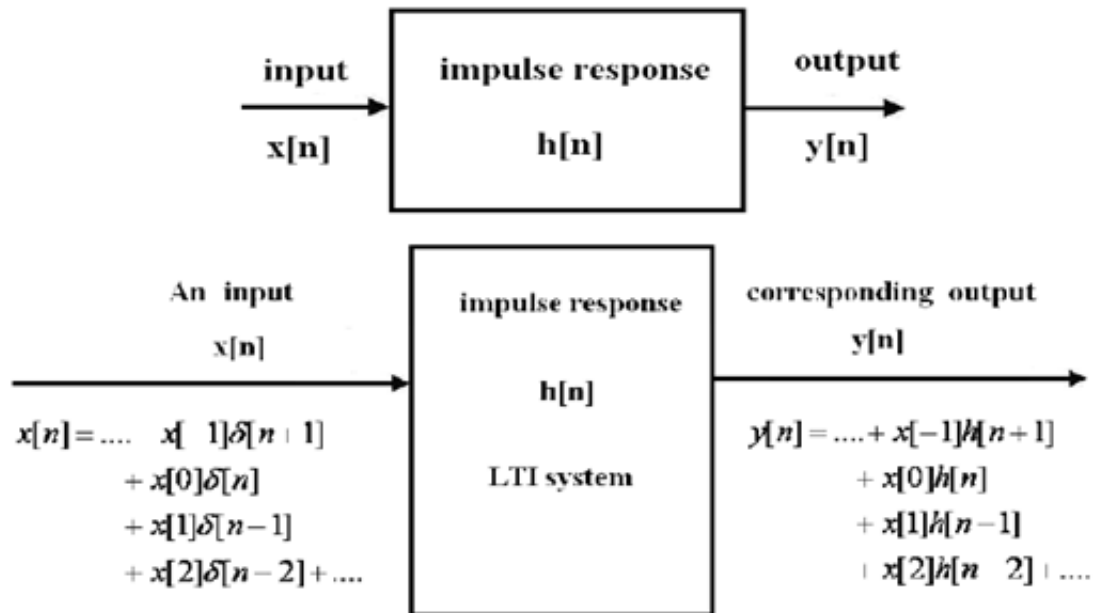 input
x[n]
impulse response
h[n]
output
y[n]
An input
x[n]
x[n] = .... x[ 1]δ[n 1]
+ x[0]δ[n]
+ x[1]δ[n−1]
+ x[2]δ[n−2]+....
impulse response
h[n]
LTI system
corresponding output
y[n]
y[n] = ....+ x[−1]h[n+1]
+ x[0]h[n]
+ x[1]h[n−1]
x[2]h[n 2] ....